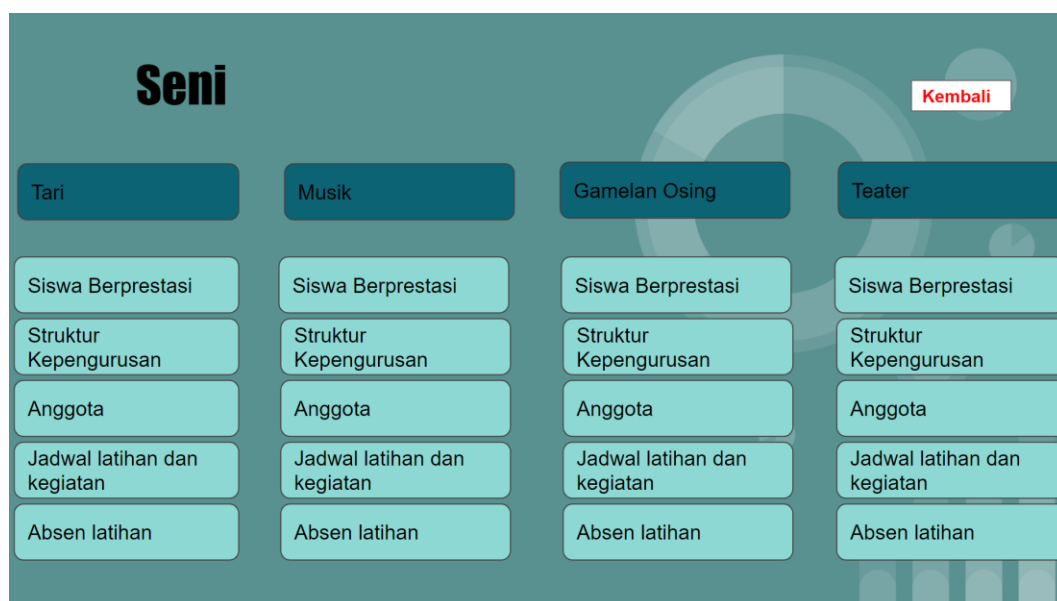 Seni
Kembali
Tari
Musik
Gamelan Osing
Teater
Siswa Berprestasi
Siswa Berprestasi
Siswa Berprestasi
Siswa Berprestasi
Struktur
Kepengurusan
Struktur
Kepengurusan
Struktur
Kepengurusan
Struktur
Kepengurusan
Anggota
Anggota
Anggota
Anggota
Jadwal latihan dan
kegiatan
Jadwal latihan dan
kegiatan
Jadwal latihan dan
kegiatan
Jadwal latihan dan
kegiatan
Absen latihan
Absen latihan
Absen latihan
Absen latihan